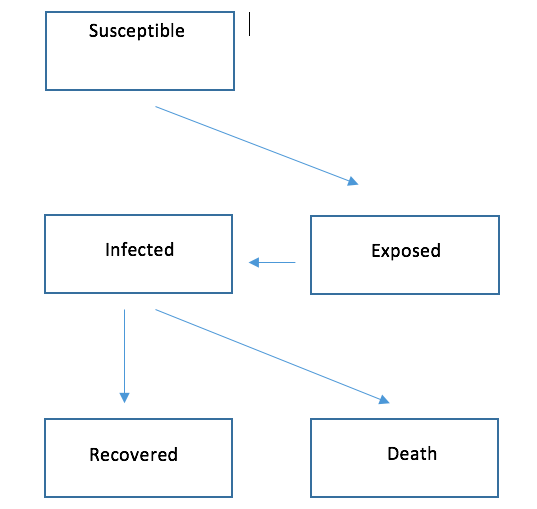 Susceptible
Infected
Exposed
Recovered
Death